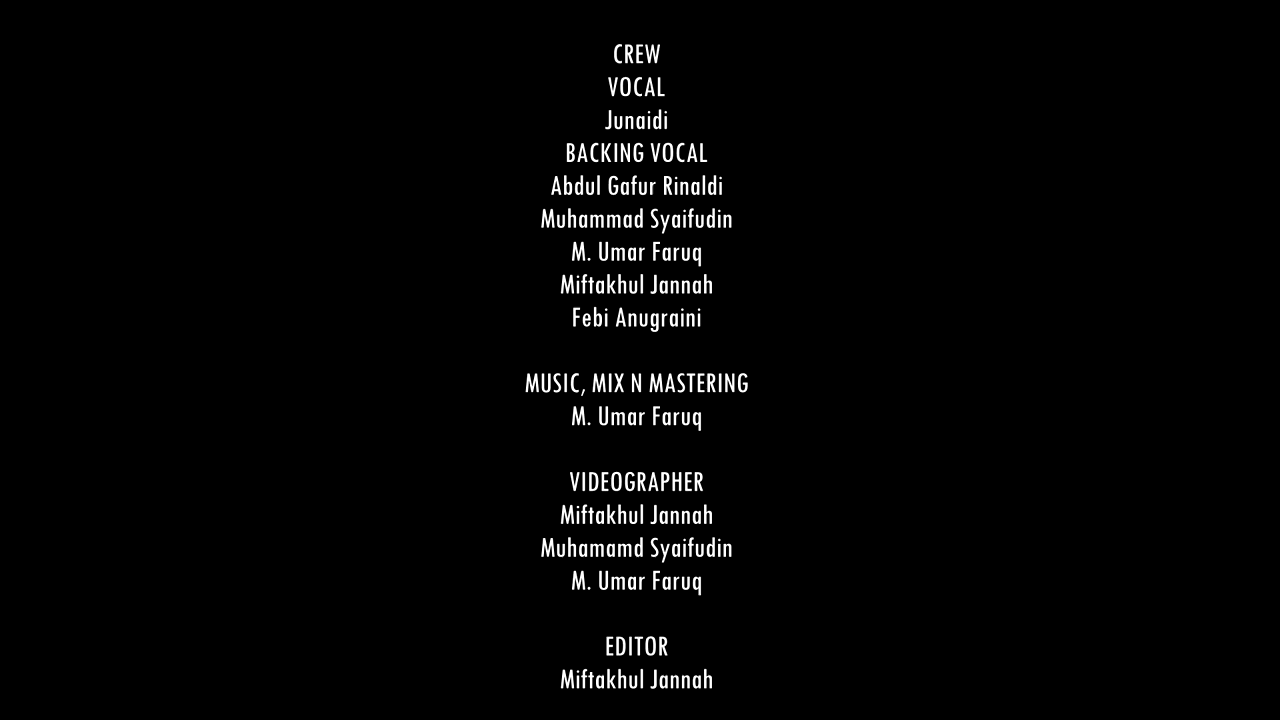 CREW
VOCAL
Junaidi
BACKING VOCAL
Abdul Gafur Rinaldi
Muhammad Syaifudin
M. Umar Faruq
Miftakhul Jannah
Febi Anugraini
MUSIC, MIX N MASTERING
M. Umar Faruq
VIDEOGRAPHER
Miftakhul Jannah
Muhamamd Syaifudin
M. Umar Faruq
EDITOR
Miftakhul Jannah